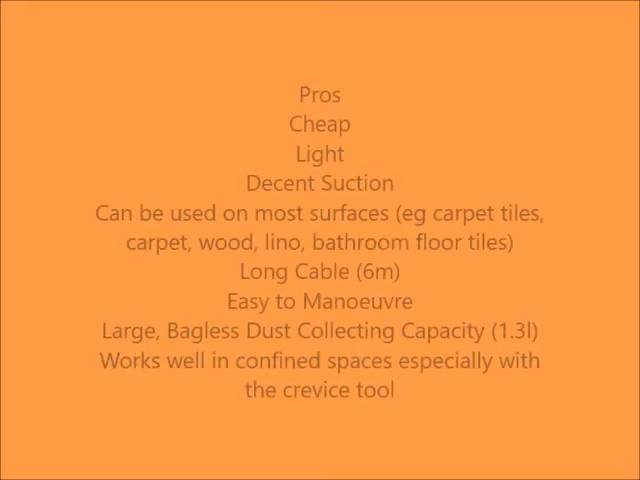 Pros
Cheap
Light
Decent Suction
Can be used on most surfaces (eg carpet tiles,
carpet, wood, lino, bathroom floor tiles)
Long Cable (6m)
Easy to Manoeuvre
Large, Bagless Dust Collecting Capacity (1.3l)
Works well in confined spaces especially with
the crevice tool